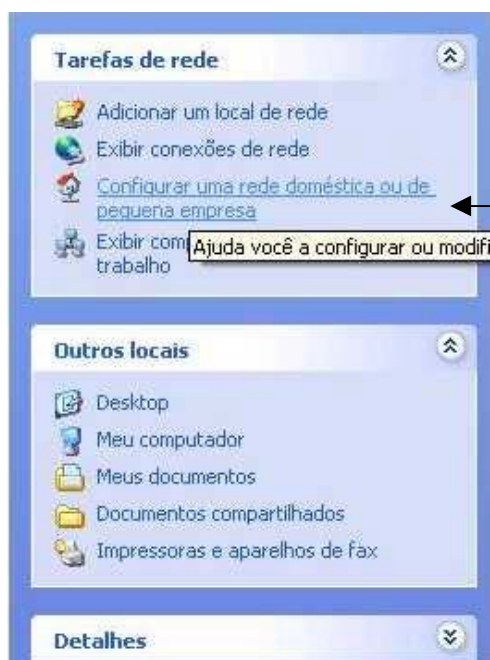 Tarefas de rede
Adicionar um local de rede
Exibir conexões de rede
Configurar uma rede doméstica ou de
pequena empresa
Exibir
Ajuda você a configurar ou
trabalho
Outros locais
Desktop
Meu computador
Meus documentos
Documentos compartilhados
Impressoras e aparelhos de fax
Detalhes